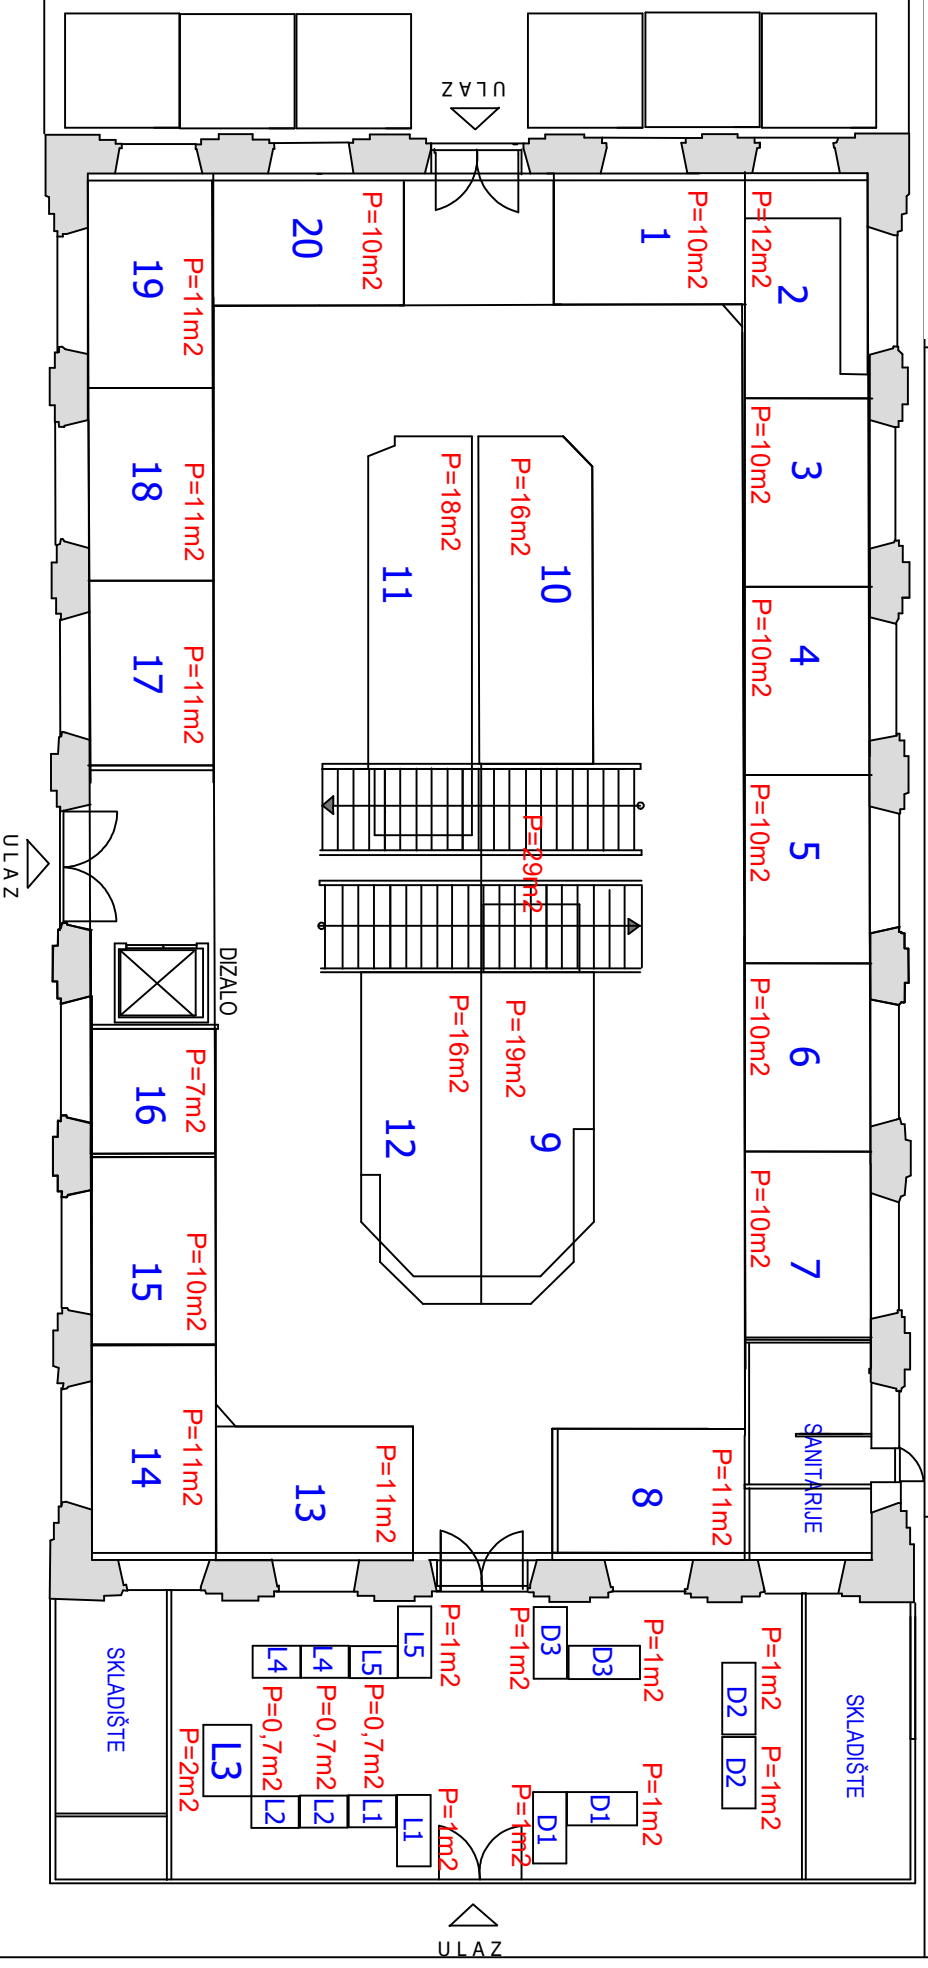 ULAZ
20
P=10m2
1
P=10m2
P=12m2
2
19
P=11m2
18
P=11m2
17
P=11m2
3
P=10m2
4
P=10m2
5
P=10m2
6
P=10m2
7
P=10m2
11
P=18m2
P=16m2
10
P=29m2
ULAZ
DIZALO
16
P=7m2
15
P=10m2
14
P=11m2
P=16m2
12
P=19m2
9
13
P=11m2
8
P=11m2
SANITARIJE
SKLADIŠTE
L4
L4
L5
L5
P=1m2
P=1m2
D3
D3
P=1m2
P=1m2
D2
D2
P=1m2
SKLADIŠTE
P=2m2
L3
P=0,7m2
P=0,7m2
P=0,7m2
L2
L2
L1
L1
P=1m2
P=1m2
D1
D1
P=1m2
ULAZ